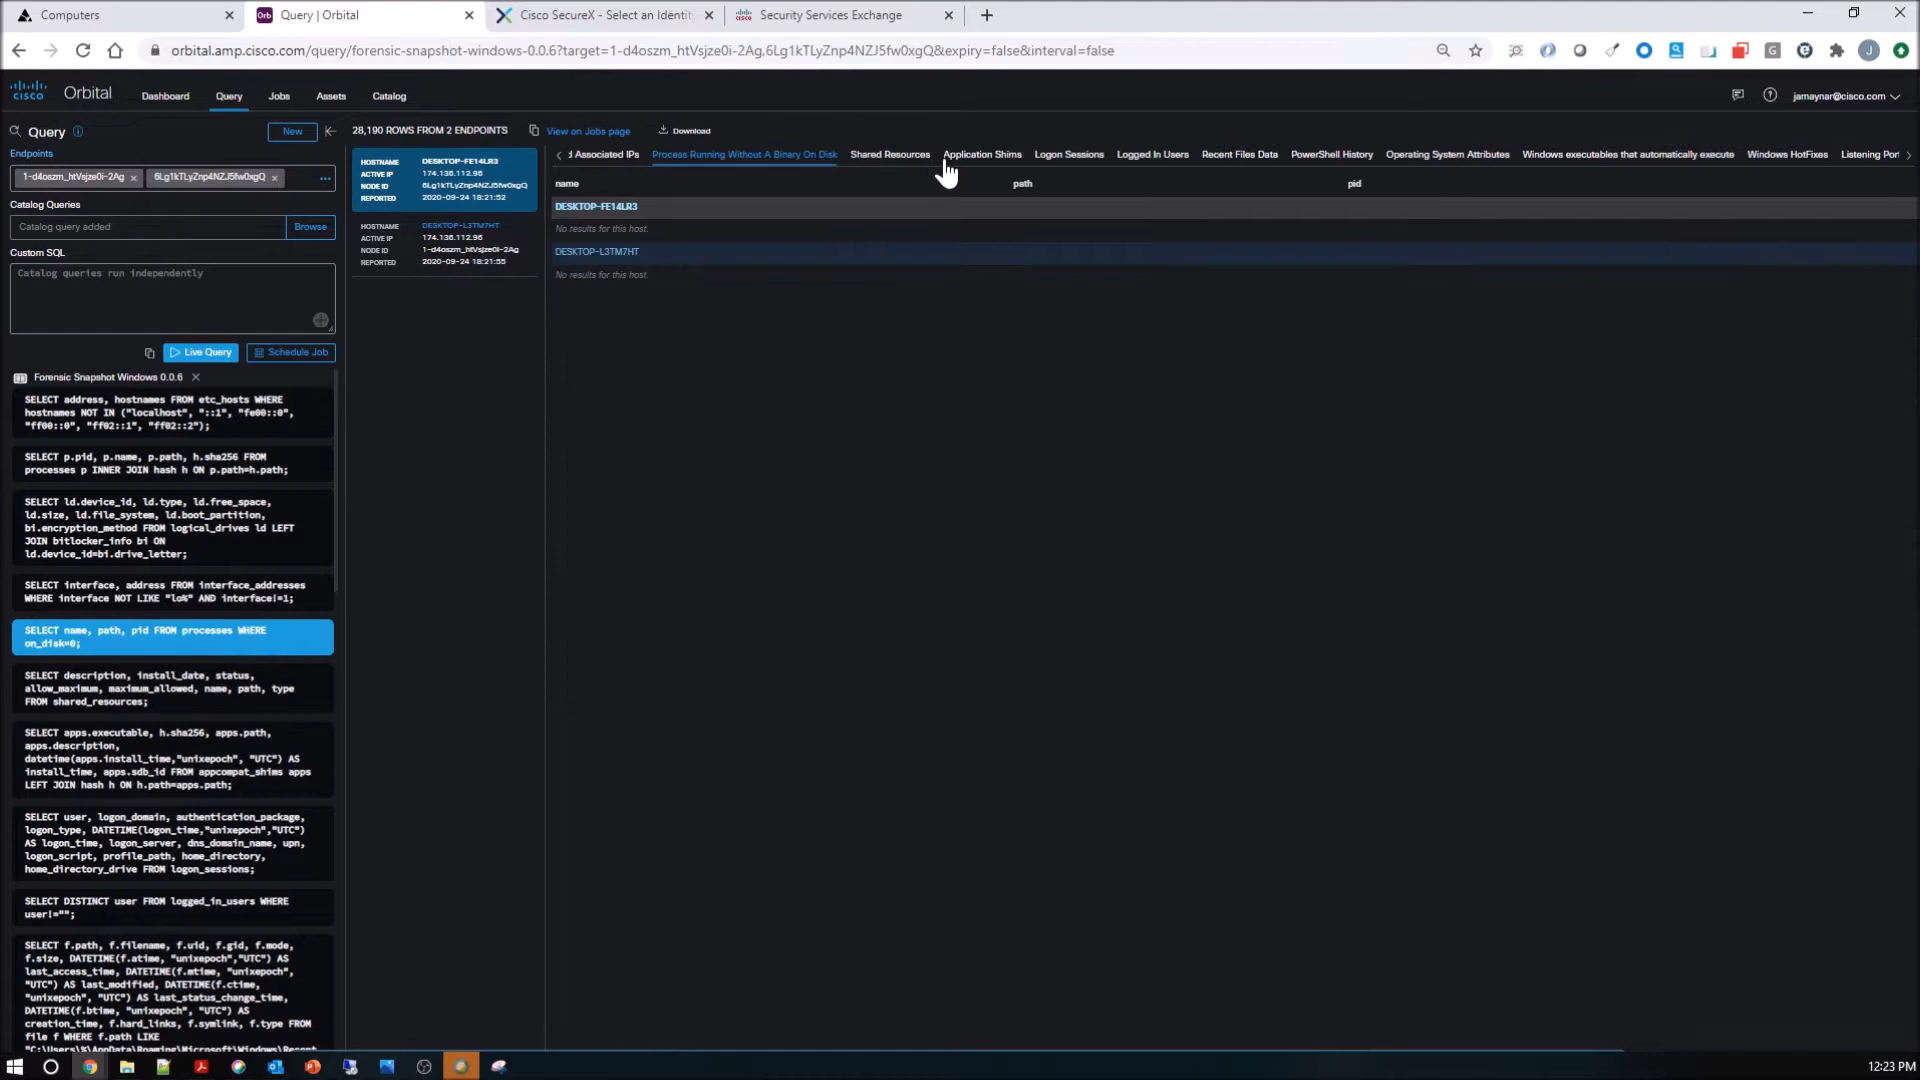 Computers
Query | Orbital
Cisco SecureX - Select an Identity
Security Services Exchange
orbital.amp.cisco.com/query/forensic-snapshot-windows-0.0.6?target=1-d4oszm_htVsjze0i-2Ag,6Lg1kTLyZnp4NZJ5fw0xgQ&expiry=false&interval=false
cisco
Orbital
Dashboard
Query
Jobs
Assets
Catalog
jamaynar@cisco.com
Query
New
28,190 ROWS FROM 2 ENDPOINTS
View on Jobs page
Download
Endpoints
1-d4oszm_htVsjze0i-2Ag
6Lg1kTLyZnp4NZJ5fw0xgQ
Catalog Queries
Catalog query added
Browse
Custom SQL
Catalog queries run independently
Live Query
Schedule Job
Forensic Snapshot Windows 0.0.6
SELECT address, hostnames FROM etc_hosts WHERE
hostnames NOT IN ("localhost", "::1", "fe00::0",
"ff00::0", "ff02::1", "ff02::2");
SELECT p.pid, p.name, p.path, h.sha256 FROM
processes p INNER JOIN hash h ON p.path=h.path;
SELECT ld.device_id, ld.type, ld.free_space,
ld.size, ld.file_system, ld.boot_partition,
bi.encryption_method FROM logical_drives ld LEFT
JOIN bitlocker_info bi ON
ld.device_id=bi.drive_letter;
SELECT interface, address FROM interface_addresses
WHERE interface NOT LIKE "lo%" AND interface!=1;
SELECT name, path, pid FROM processes WHERE
on_disk=0;
SELECT description, install_date, status,
allow_maximum, maximum_allowed, name, path, type
FROM shared_resources;
SELECT apps.executable, h.sha256, apps.path,
apps.description,
datetime(apps.install_time,"unixepoch", "UTC") AS
install_time, apps.sdb_id FROM appcompat_shims apps
LEFT JOIN hash h ON h.path=apps.path;
SELECT user, logon_domain, authentication_package,
logon_type, DATETIME(logon_time,"unixepoch","UTC")
AS logon_time, logon_server, dns_domain_name, upn,
logon_script, profile_path, home_directory,
home_directory_drive FROM logon_sessions;
SELECT DISTINCT user FROM logged_in_users WHERE
user!="";
SELECT f.path, f.filename, f.uid, f.gid, f.mode,
f.size, DATETIME(f.atime, "unixepoch","UTC") AS
last_access_time, DATETIME(f.mtime, "unixepoch",
"UTC") AS last_modified, DATETIME(f.ctime,
"unixepoch", "UTC") AS last_status_change_time,
DATETIME(f.btime, "unixepoch", "UTC") AS
creation_time, f.hard_links, f.symlink, f.type FROM
file f WHERE f.path LIKE
"C:\Users\%\AppData\Roaming\Microsoft\Windows\Recent
HOSTNAME DESKTOP-FE14LR3
ACTIVE IP 174.136.112.96
NODE ID 6Lg1kTLyZnp4NZJ5fw0xgQ
REPORTED 2020-09-24 18:21:52
HOSTNAME DESKTOP-L3TM7HT
ACTIVE IP 174.136.112.96
NODE ID 1-d4oszm_htVsjze0i-2Ag
REPORTED 2020-09-24 18:21:55
d Associated IPs
Process Running Without A Binary On Disk
Shared Resources
Application Shims
Logon Sessions
Logged In Users
Recent Files Data
PowerShell History
Operating System Attributes
Windows executables that automatically execute
Windows HotFixes
Listening Port
name
path
pid
DESKTOP-FE14LR3
No results for this host.
DESKTOP-L3TM7HT
No results for this host.
12:23 PM